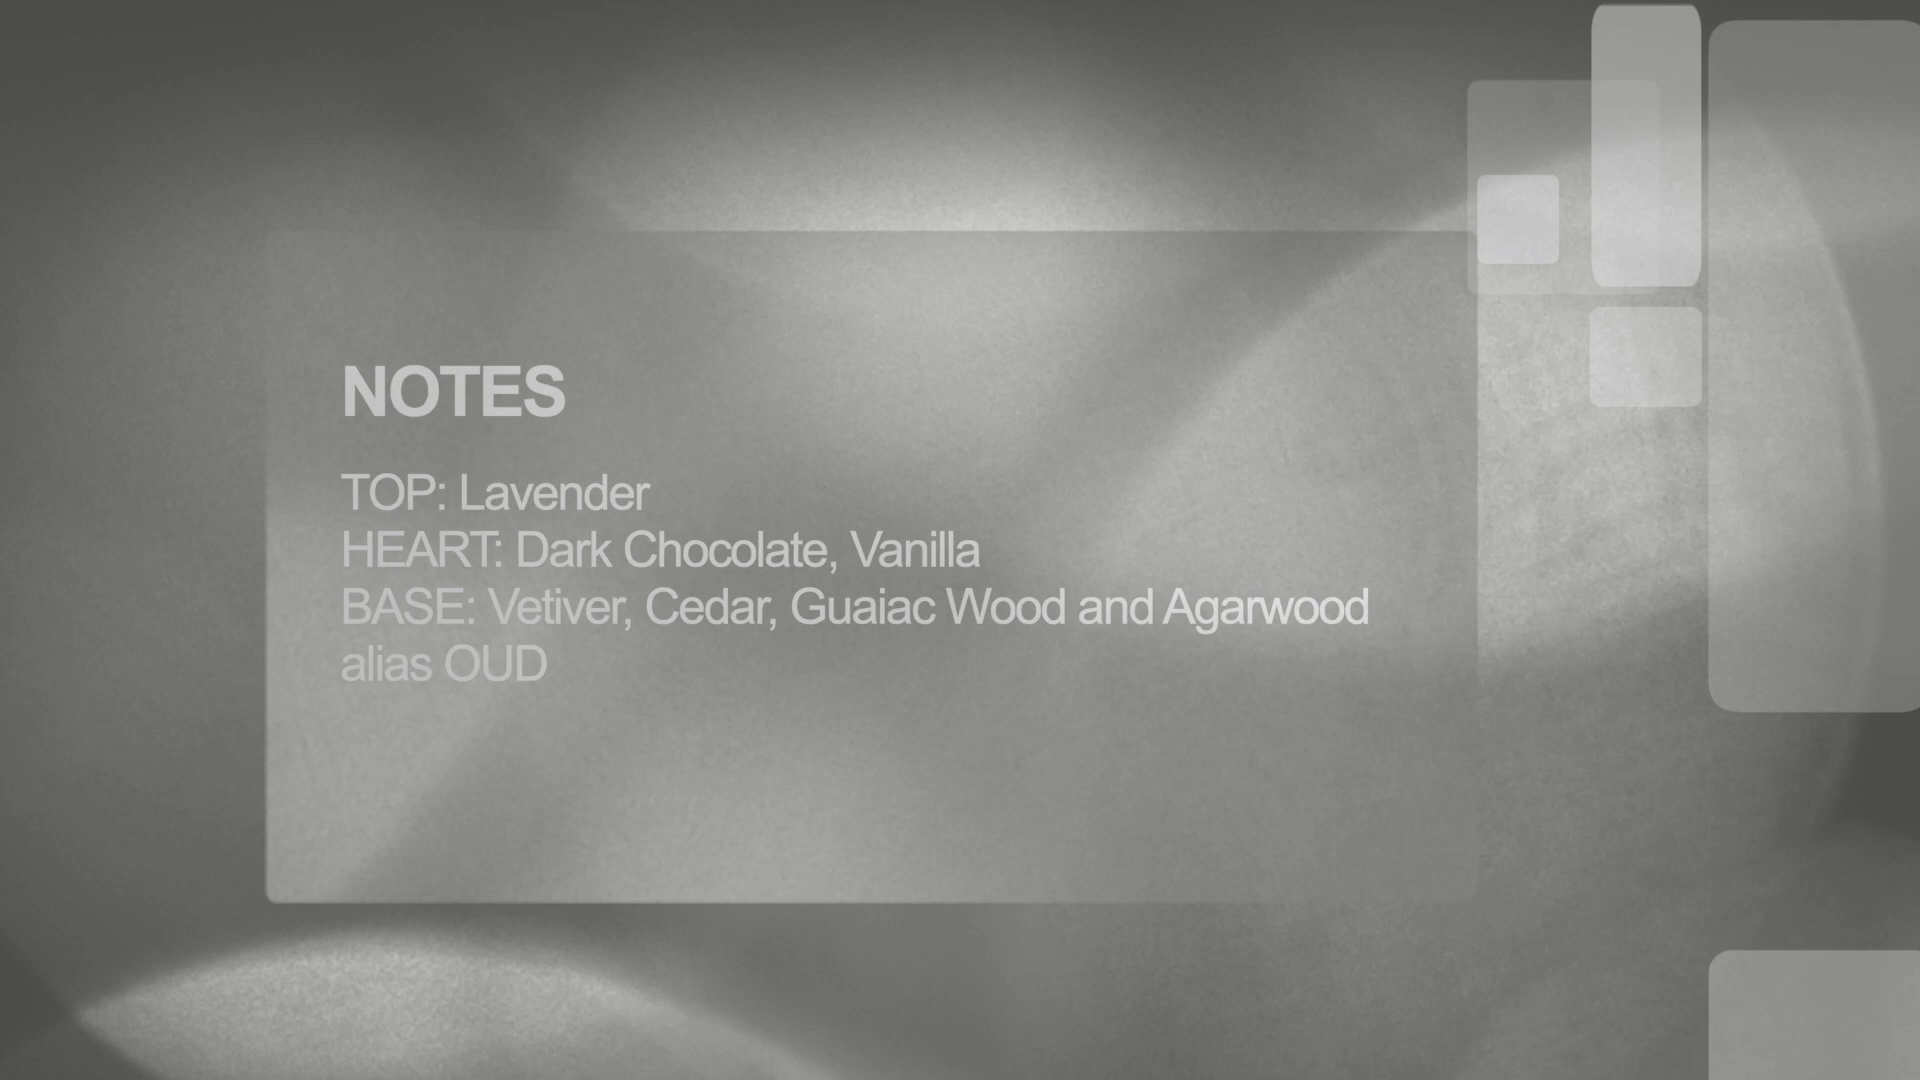 NOTES
TOP: Lavender
HEART: Dark Chocolate, Vanilla
BASE: Vetiver, Cedar, Guaiac Wood and Agarwood
alias OUD